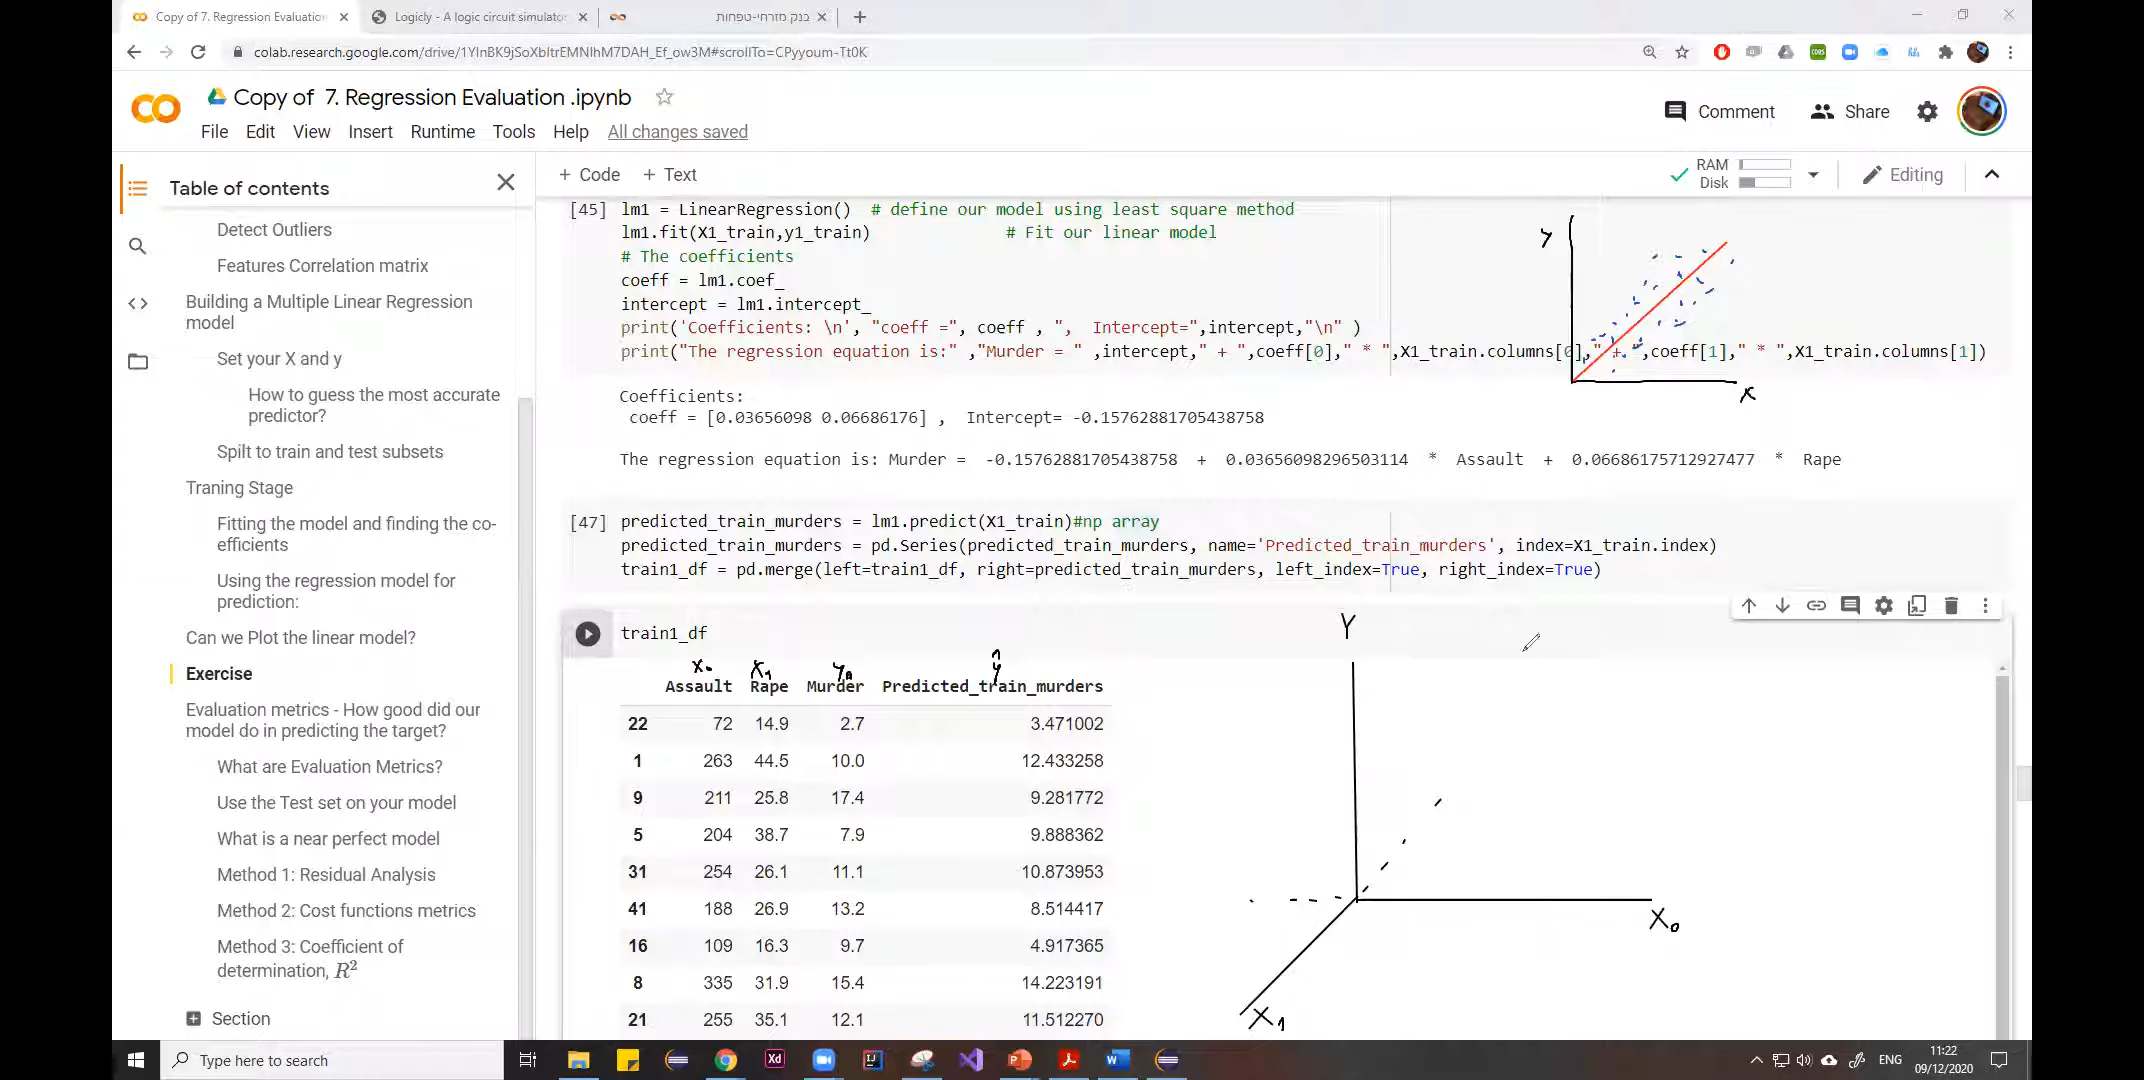 Copy of 7. Regression Evaluation
Logicly - A logic circuit simulator
בנק מזרחי-טפחות
colab.research.google.com/drive/1YInBK9jSoXbItrEMNIhM7DAH_Ef_ow3M#scrollTo=CPyyoum-Tt0K
Copy of 7. Regression Evaluation .ipynb
Comment
Share
File Edit View Insert Runtime Tools Help All changes saved
Table of contents
+ Code + Text
RAM
Disk
Editing
Detect Outliers
Features Correlation matrix
Building a Multiple Linear Regression
model
Set your X and y
How to guess the most accurate
predictor?
Spilt to train and test subsets
Traning Stage
Fitting the model and finding the co-
efficients
Using the regression model for
prediction:
Can we Plot the linear model?
Exercise
Evaluation metrics - How good did our
model do in predicting the target?
What are Evaluation Metrics?
Use the Test set on your model
What is a near perfect model
Method 1: Residual Analysis
Method 2: Cost functions metrics
Method 3: Coefficient of
determination, R²
Section
[45] lm1 = LinearRegression() # define our model using least square method
lm1.fit(X1_train,y1_train) # Fit our linear model
# The coefficients
coeff = lm1.coef_
intercept = lm1.intercept_
print('Coefficients: \n', "coeff =", coeff , ", Intercept=",intercept,"\n" )
print("The regression equation is:" ,"Murder = " ,intercept," + ",coeff[0]," * ",X1_train.columns[0]," + ",coeff[1]," * ",X1_train.columns[1])
y
x
Coefficients:
coeff = [0.03656098 0.06686176] , Intercept= -0.15762881705438758
The regression equation is: Murder = -0.15762881705438758 + 0.03656098296503114 * Assault + 0.06686175712927477 * Rape
[47] predicted_train_murders = lm1.predict(X1_train)#np array
predicted_train_murders = pd.Series(predicted_train_murders, name='Predicted_train_murders', index=X1_train.index)
train1_df = pd.merge(left=train1_df, right=predicted_train_murders, left_index=True, right_index=True)
train1_df
x₀ x₁ yₐ ŷ
Assault Rape Murder Predicted_train_murders
22 72 14.9 2.7 3.471002
1 263 44.5 10.0 12.433258
9 211 25.8 17.4 9.281772
5 204 38.7 7.9 9.888362
31 254 26.1 11.1 10.873953
41 188 26.9 13.2 8.514417
16 109 16.3 9.7 4.917365
8 335 31.9 15.4 14.223191
21 255 35.1 12.1 11.512270
Y
X₀
X₁
Type here to search
ENG
11:22
09/12/2020